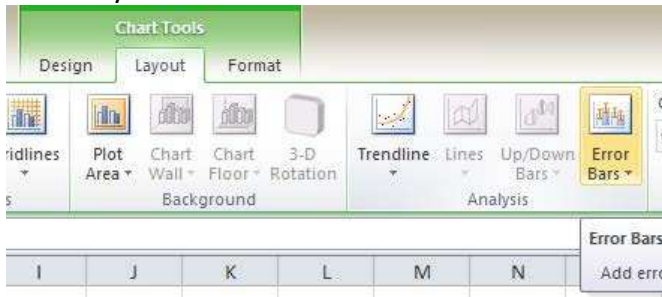 Chart Tools
Design Layout Format
ridlines Plot Area Chart Wall Chart Floor 3-D Rotation Trendline Lines Up/Down Bars Error Bars
Background Analysis
Error Bars
I J K L M N Add erro